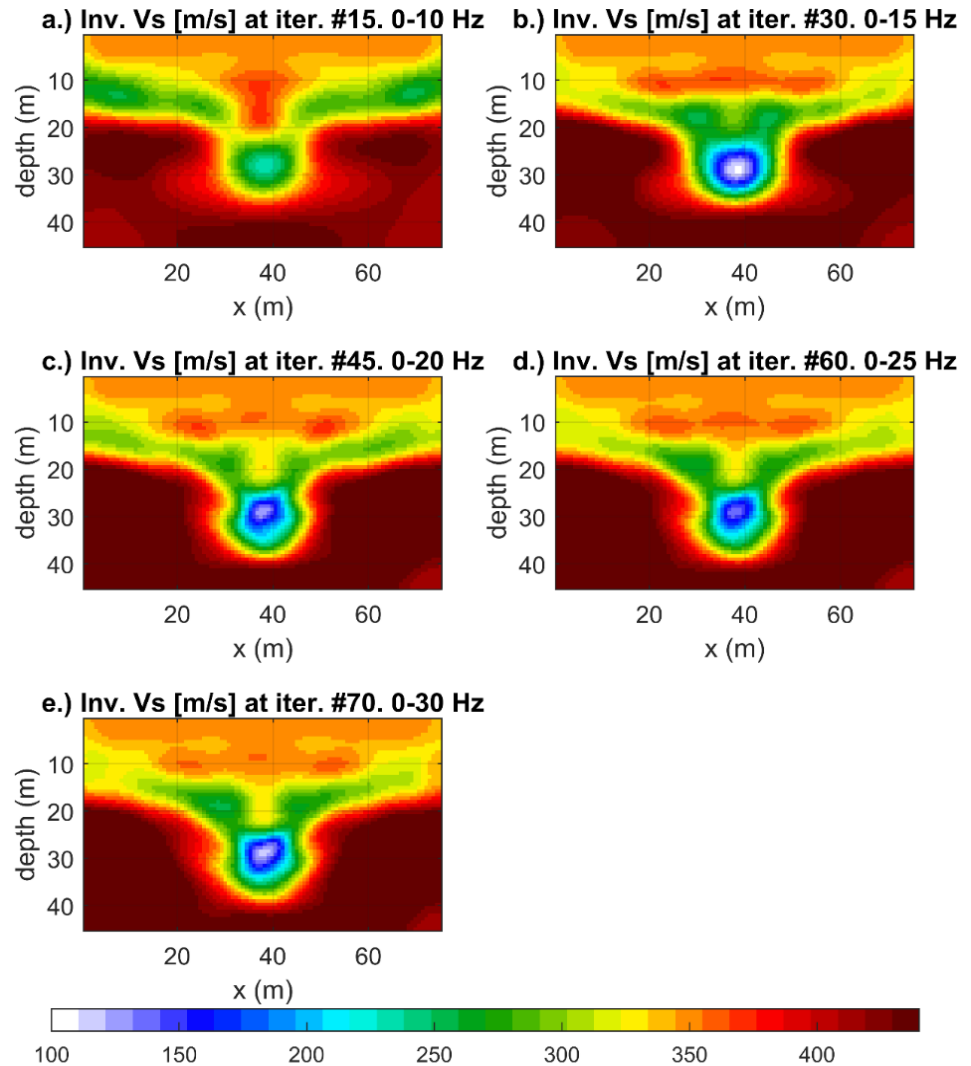 a.) Inv. Vs [m/s] at iter. #15. 0-10 Hz
b.) Inv. Vs [m/s] at iter. #30. 0-15 Hz
depth (m)
10
20
30
40
20
40
60
x (m)
depth (m)
10
20
30
40
20
40
60
x (m)
c.) Inv. Vs [m/s] at iter. #45. 0-20 Hz
d.) Inv. Vs [m/s] at iter. #60. 0-25 Hz
depth (m)
10
20
30
40
20
40
60
x (m)
depth (m)
10
20
30
40
20
40
60
x (m)
e.) Inv. Vs [m/s] at iter. #70. 0-30 Hz
depth (m)
10
20
30
40
20
40
60
x (m)
100
150
200
250
300
350
400